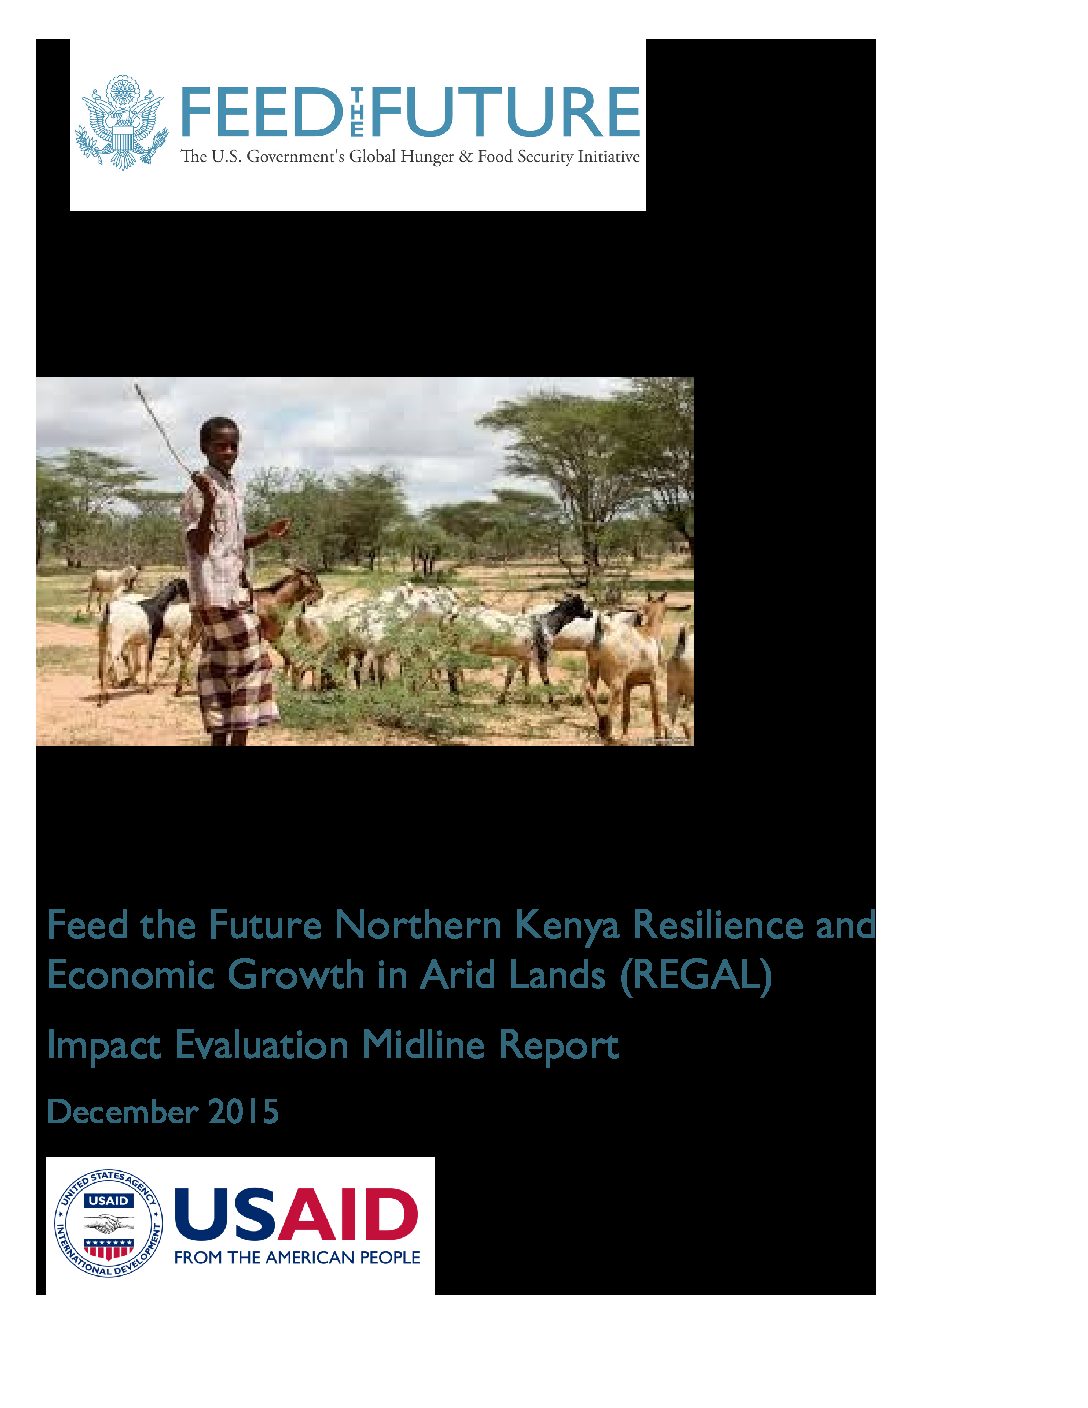 FEED THE FUTURE
The U.S. Government's Global Hunger & Food Security Initiative
Feed the Future Northern Kenya Resilience and
Economic Growth in Arid Lands (REGAL)
Impact Evaluation Midline Report
December 2015
UNITED STATES AGENCY
USAID
INTERNATIONAL DEVELOPMENT
USAID
FROM THE AMERICAN PEOPLE